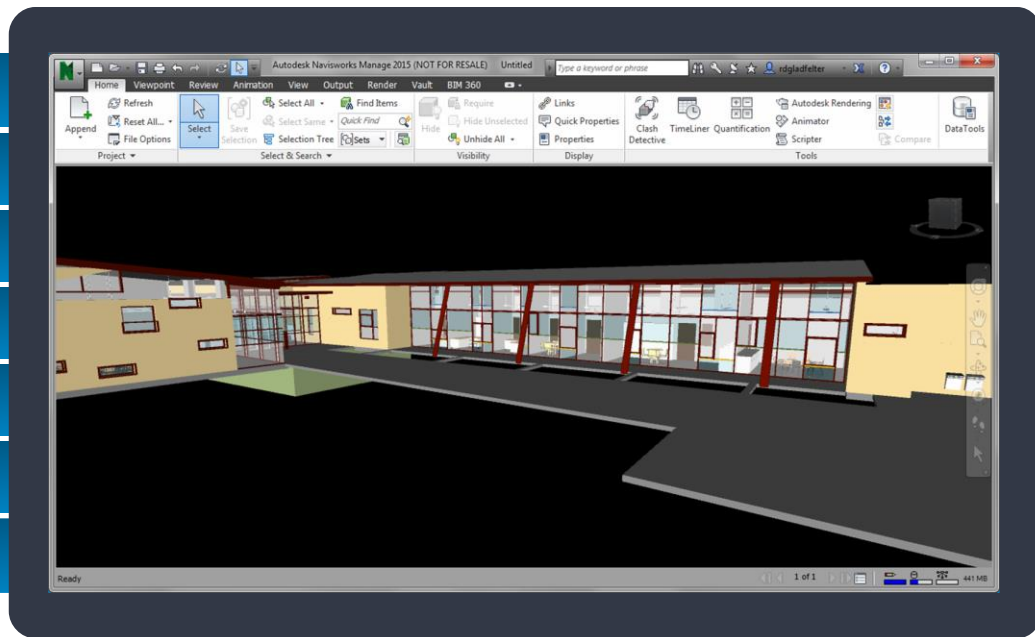 N
Autodesk Navisworks Manage 2015 (NOT FOR RESALE) Untitled
Type a keyword or phrase
rdgladfelter
Home Viewpoint Review Animation View Output Render Vault BIM 360
Append
Refresh
Reset All...
File Options
Project
Select
Save Selection
Select All
Select Same
Selection Tree
Find Items
Quick Find
Sets
Select & Search
Hide
Require
Hide Unselected
Unhide All
Visibility
Links
Quick Properties
Properties
Display
Clash Detective
TimeLiner
Quantification
Autodesk Rendering
Animator
Scripter
Compare
Tools
DataTools
Ready
1 of 1
441 MB